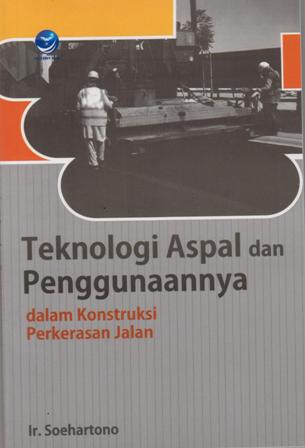 Teknologi Aspal dan
Penggunaannya
dalam Konstruksi
Perkerasan Jalan
Ir. Soehartono